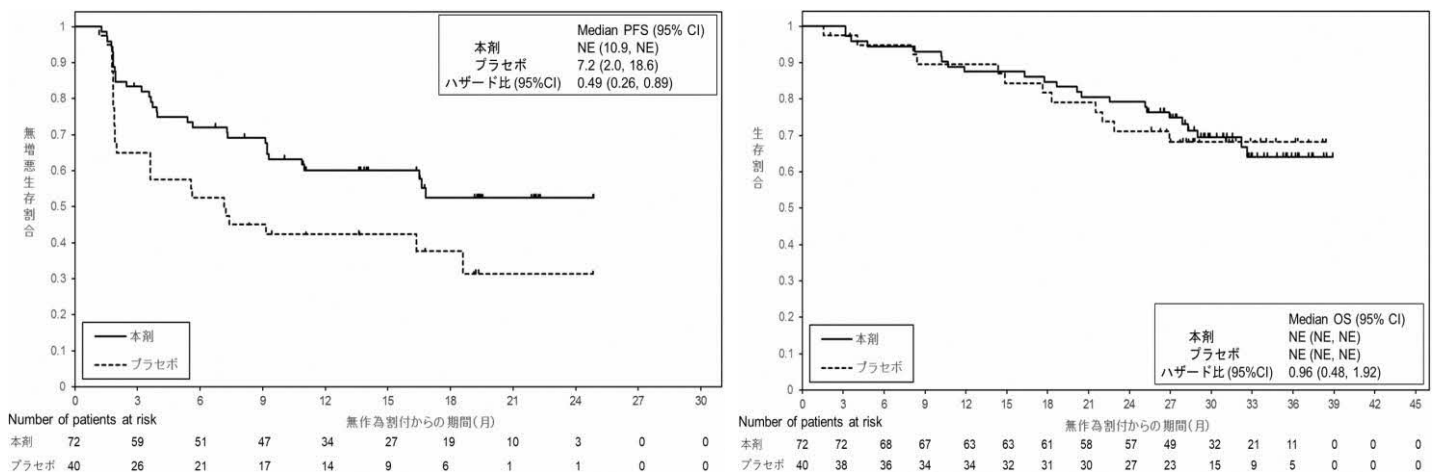 Median PFS (95% CI)
本剤 NE (10.9, NE)
プラセボ 7.2 (2.0, 18.6)
ハザード比 (95%CI) 0.49 (0.26, 0.89)
無増悪生存割合
1
0.9
0.8
0.7
0.6
0.5
0.4
0.3
0.2
0.1
0
本剤
プラセボ
0 3 6 9 12 15 18 21 24 27 30
Number of patients at risk
無作為割付からの期間(月)
本剤 72 59 51 47 34 27 19 10 3 0 0
プラセボ 40 26 21 17 14 9 6 1 1 0 0
生存割合
1
0.9
0.8
0.7
0.6
0.5
0.4
0.3
0.2
0.1
0
本剤
プラセボ
Median OS (95% CI)
本剤 NE (NE, NE)
プラセボ NE (NE, NE)
ハザード比 (95%CI) 0.96 (0.48, 1.92)
0 3 6 9 12 15 18 21 24 27 30 33 36 39 42 45
Number of patients at risk
無作為割付からの期間(月)
本剤 72 72 68 67 63 63 61 58 57 49 32 21 11 0 0 0
プラセボ 40 38 36 34 34 32 31 30 27 23 15 9 5 0 0 0